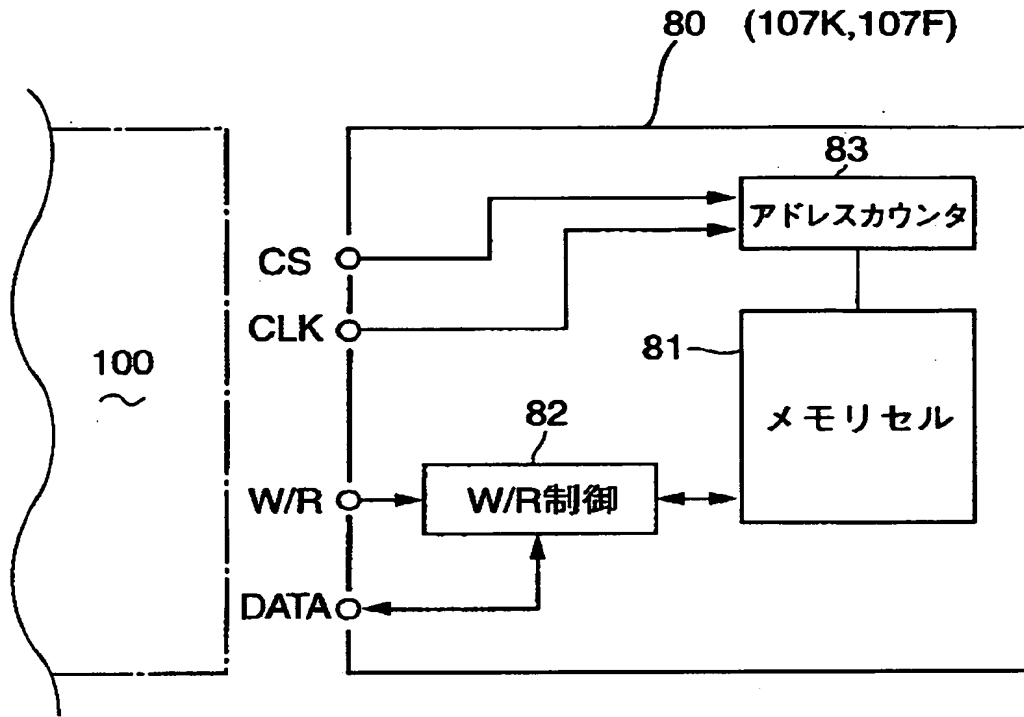 80 (107K,107F)
83
アドレスカウンタ
CS
CLK
81
100
メモリセル
82
W/R
W/R制御
DATA